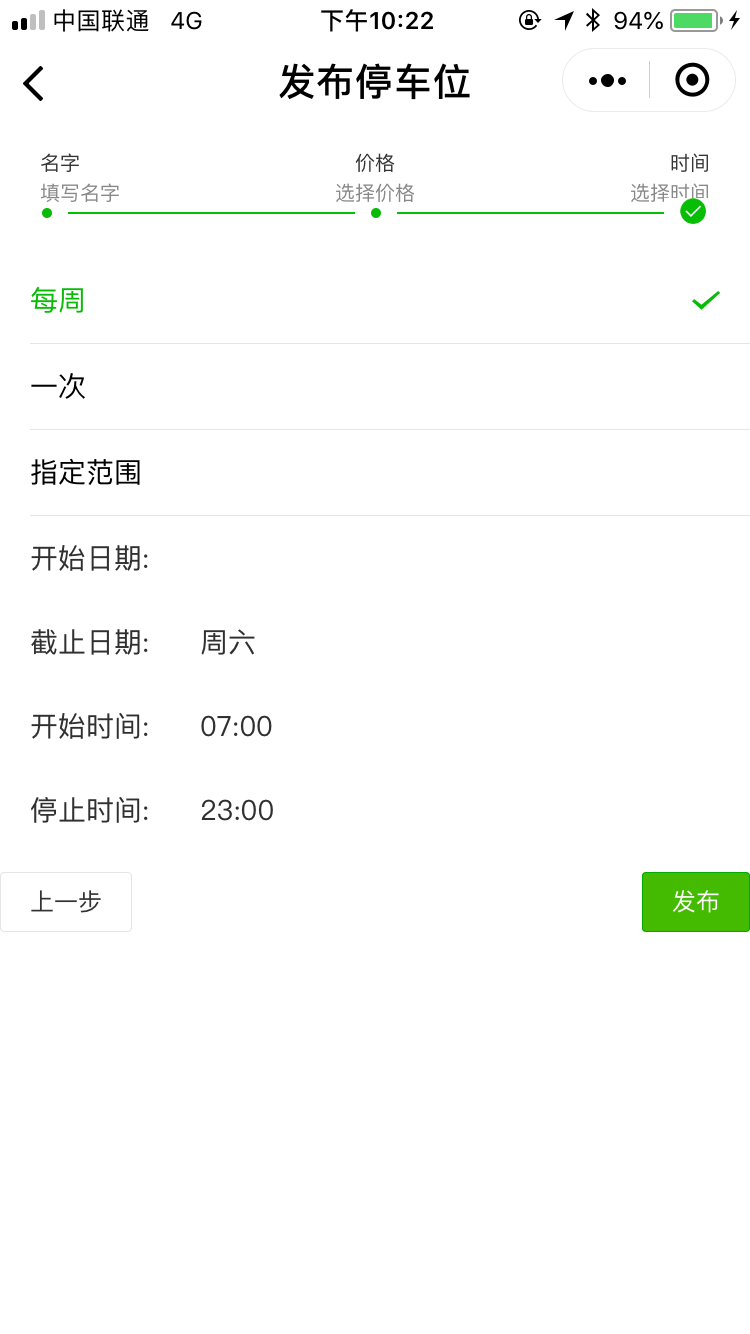 中国联通 4G 下午10:22 94%
发布停车位
名字 价格 时间
填写名字 选择价格 选择时间
每周
一次
指定范围
开始日期:
截止日期: 周六
开始时间: 07:00
停止时间: 23:00
上一步 发布